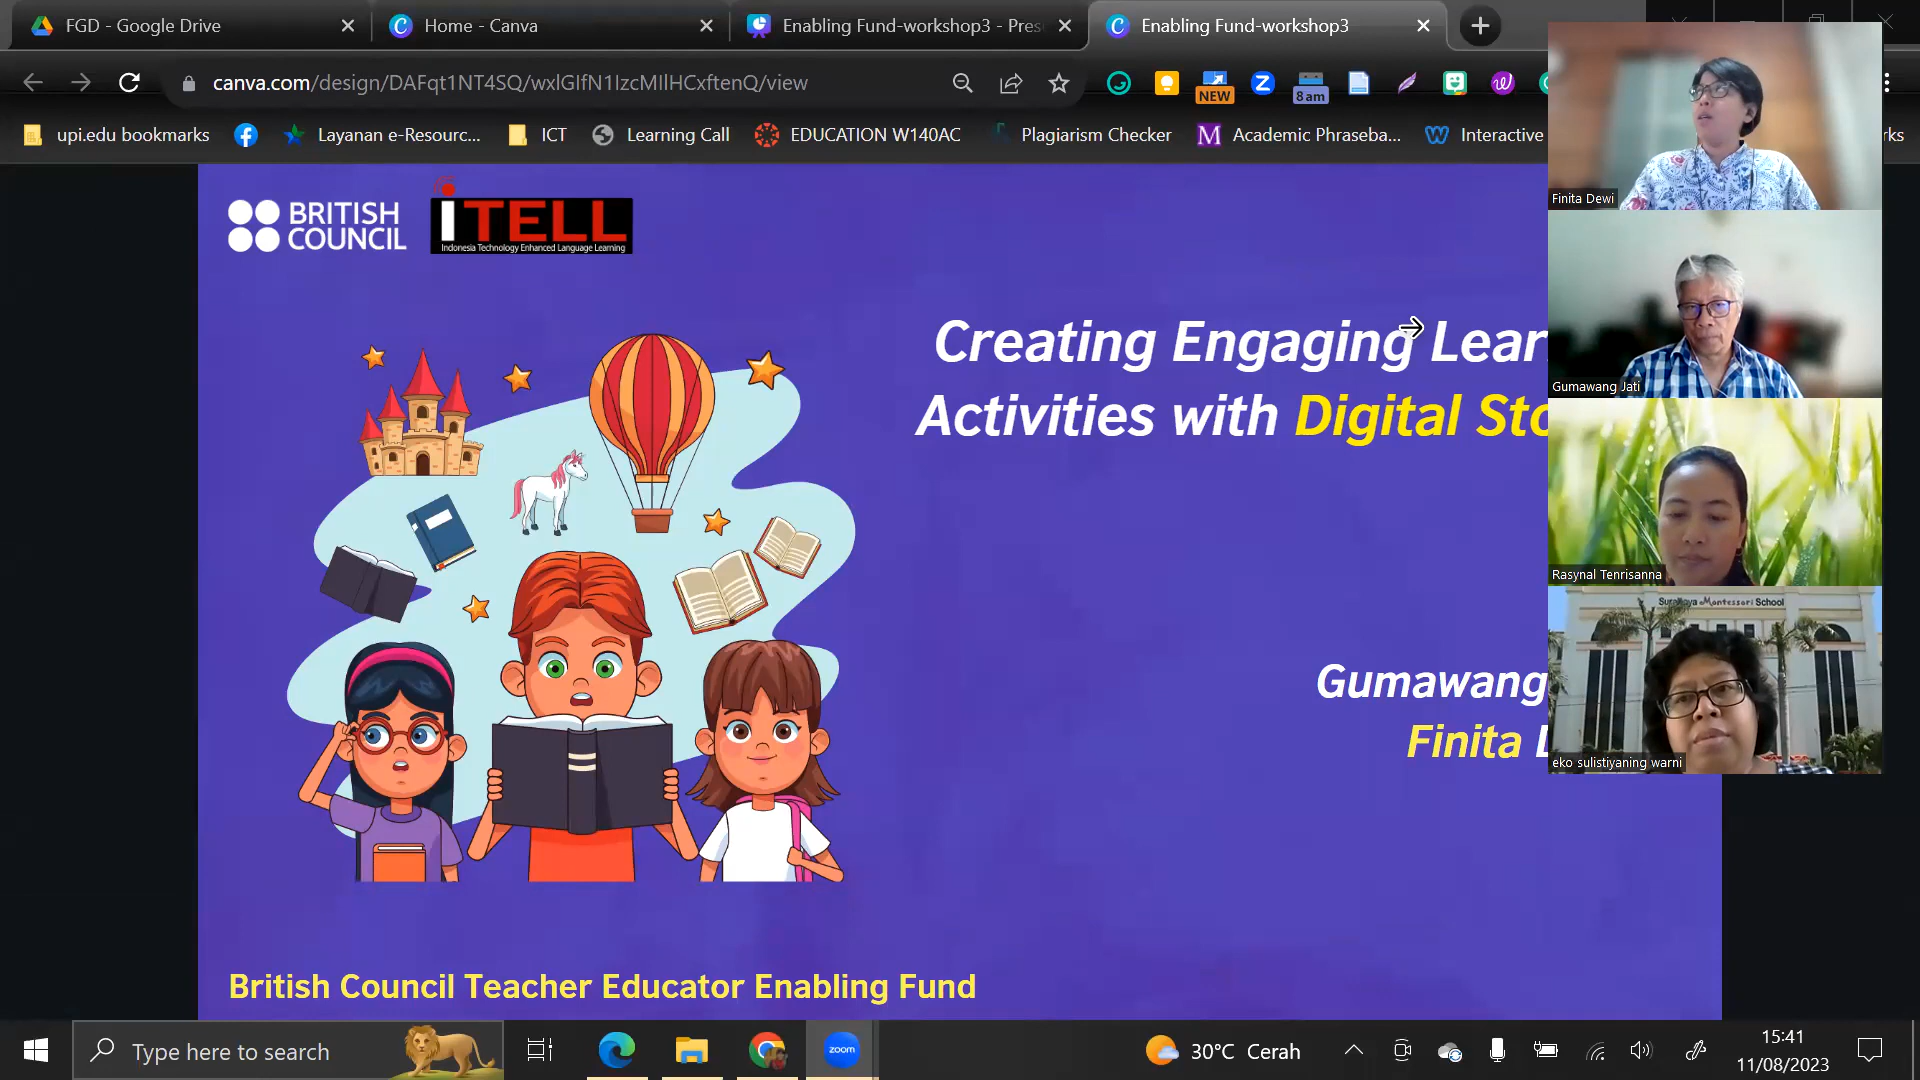 FGD - Google Drive
Home - Canva
Enabling Fund-workshop3 - Pres
Enabling Fund-workshop3
canva.com/design/DAFqt1NT4SQ/wxlGIfN1IzcMIlHCxftenQ/view
NEW
8am
upi.edu bookmarks
Layanan e-Resourc...
ICT
Learning Call
EDUCATION W140AC
Plagiarism Checker
Academic Phraseba...
Interactive
rks
BRITISH
COUNCIL
iTELL
Indonesia Technology Enhanced Language Learning
Creating Engaging Lear
Activities with Digital Sto
Gumawang
Finita
British Council Teacher Educator Enabling Fund
Finita Dewi
Gumawang Jati
Rasynal Tenrisanna
Surabaya Montessori School
eko sulistiyaning warni
Type here to search
zoom
30°C Cerah
15:41
11/08/2023